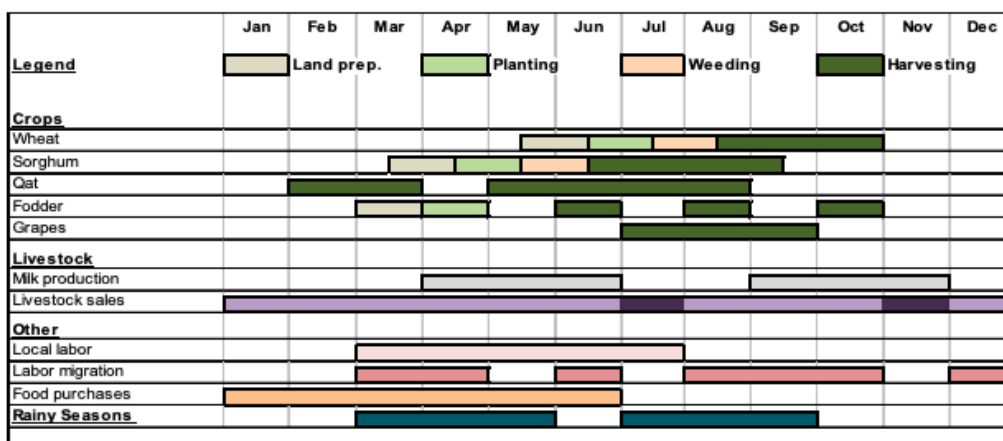 Jan Feb Mar Apr May Jun Jul Aug Sep Oct Nov Dec
Legend Land prep. Planting Weeding Harvesting
Crops
Wheat
Sorghum
Qat
Fodder
Grapes
Livestock
Milk production
Livestock sales
Other
Local labor
Labor migration
Food purchases
Rainy Seasons